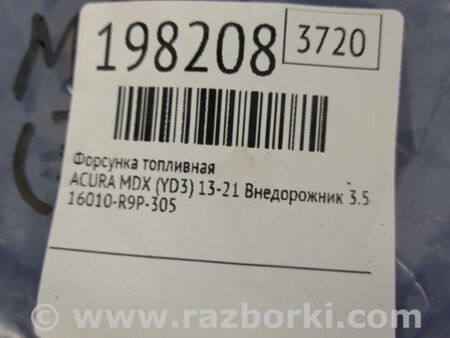 198208 3720
Форсунка топливная
ACURA MDX (YD3) 13-21 Внедорожник 3.5
16010-R9P-305
www.razborki.com